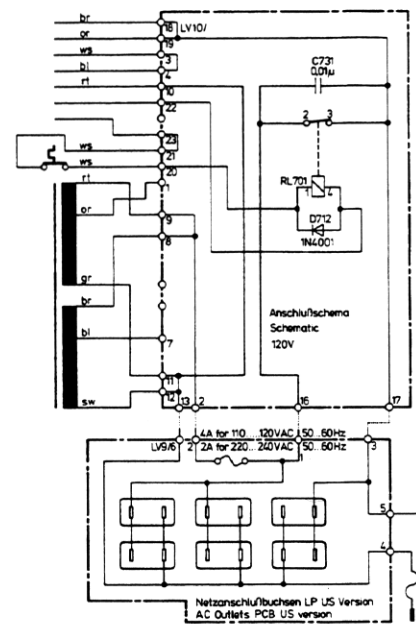 br
18
LV10/
or
19
ws
3
bl
4
rt
10
22
C731
0,01µ
2 3
23
ws
21
ws
20
rt
1
or
9
8
RL701
1 4
D712
1N4001
gr
br
bl
7
Anschlußschema
Schematic
120V
11
12
sw
13 2 16 17
4A for 110...120VAC 50...60Hz
LV9/6 2 2A for 220...240VAC 50...60Hz
1 3
5
4
Netzanschlußbuchsen LP US Version
AC Outlets PCB US version